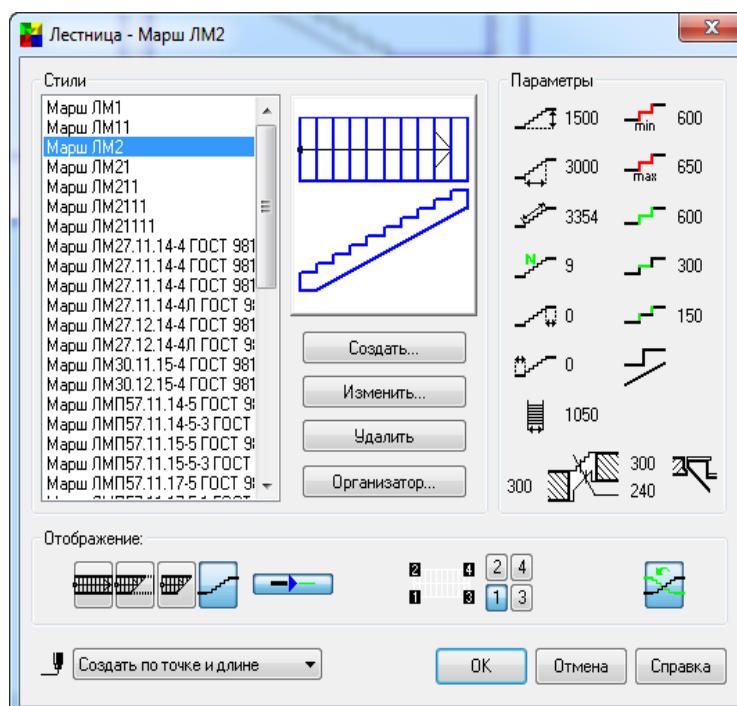 Лестница - Марш ЛМ2
Стили
Марш ЛМ1
Марш ЛМ11
Марш ЛМ2
Марш ЛМ21
Марш ЛМ211
Марш ЛМ2111
Марш ЛМ21111
Марш ЛМ27.11.14-4 ГОСТ 981
Марш ЛМ27.11.14-4 ГОСТ 981
Марш ЛМ27.11.14-4 ГОСТ 981
Марш ЛМ27.11.14-4Л ГОСТ 9
Марш ЛМ27.12.14-4 ГОСТ 981
Марш ЛМ27.12.14-4Л ГОСТ 9
Марш ЛМ30.11.15-4 ГОСТ 981
Марш ЛМ30.12.15-4 ГОСТ 981
Марш ЛМП57.11.14-5 ГОСТ 9
Марш ЛМП57.11.14-5-3 ГОСТ
Марш ЛМП57.11.15-5 ГОСТ 9
Марш ЛМП57.11.15-5-3 ГОСТ
Марш ЛМП57.11.17-5 ГОСТ 9
Создать...
Изменить...
Удалить
Организатор...
Параметры
1500
min 600
3000
max 650
3354
600
N 9
300
0
150
0
1050
300
300
240
Отображение:
2 4
1 3
2 4
1 3
Создать по точке и длине
OK
Отмена
Справка